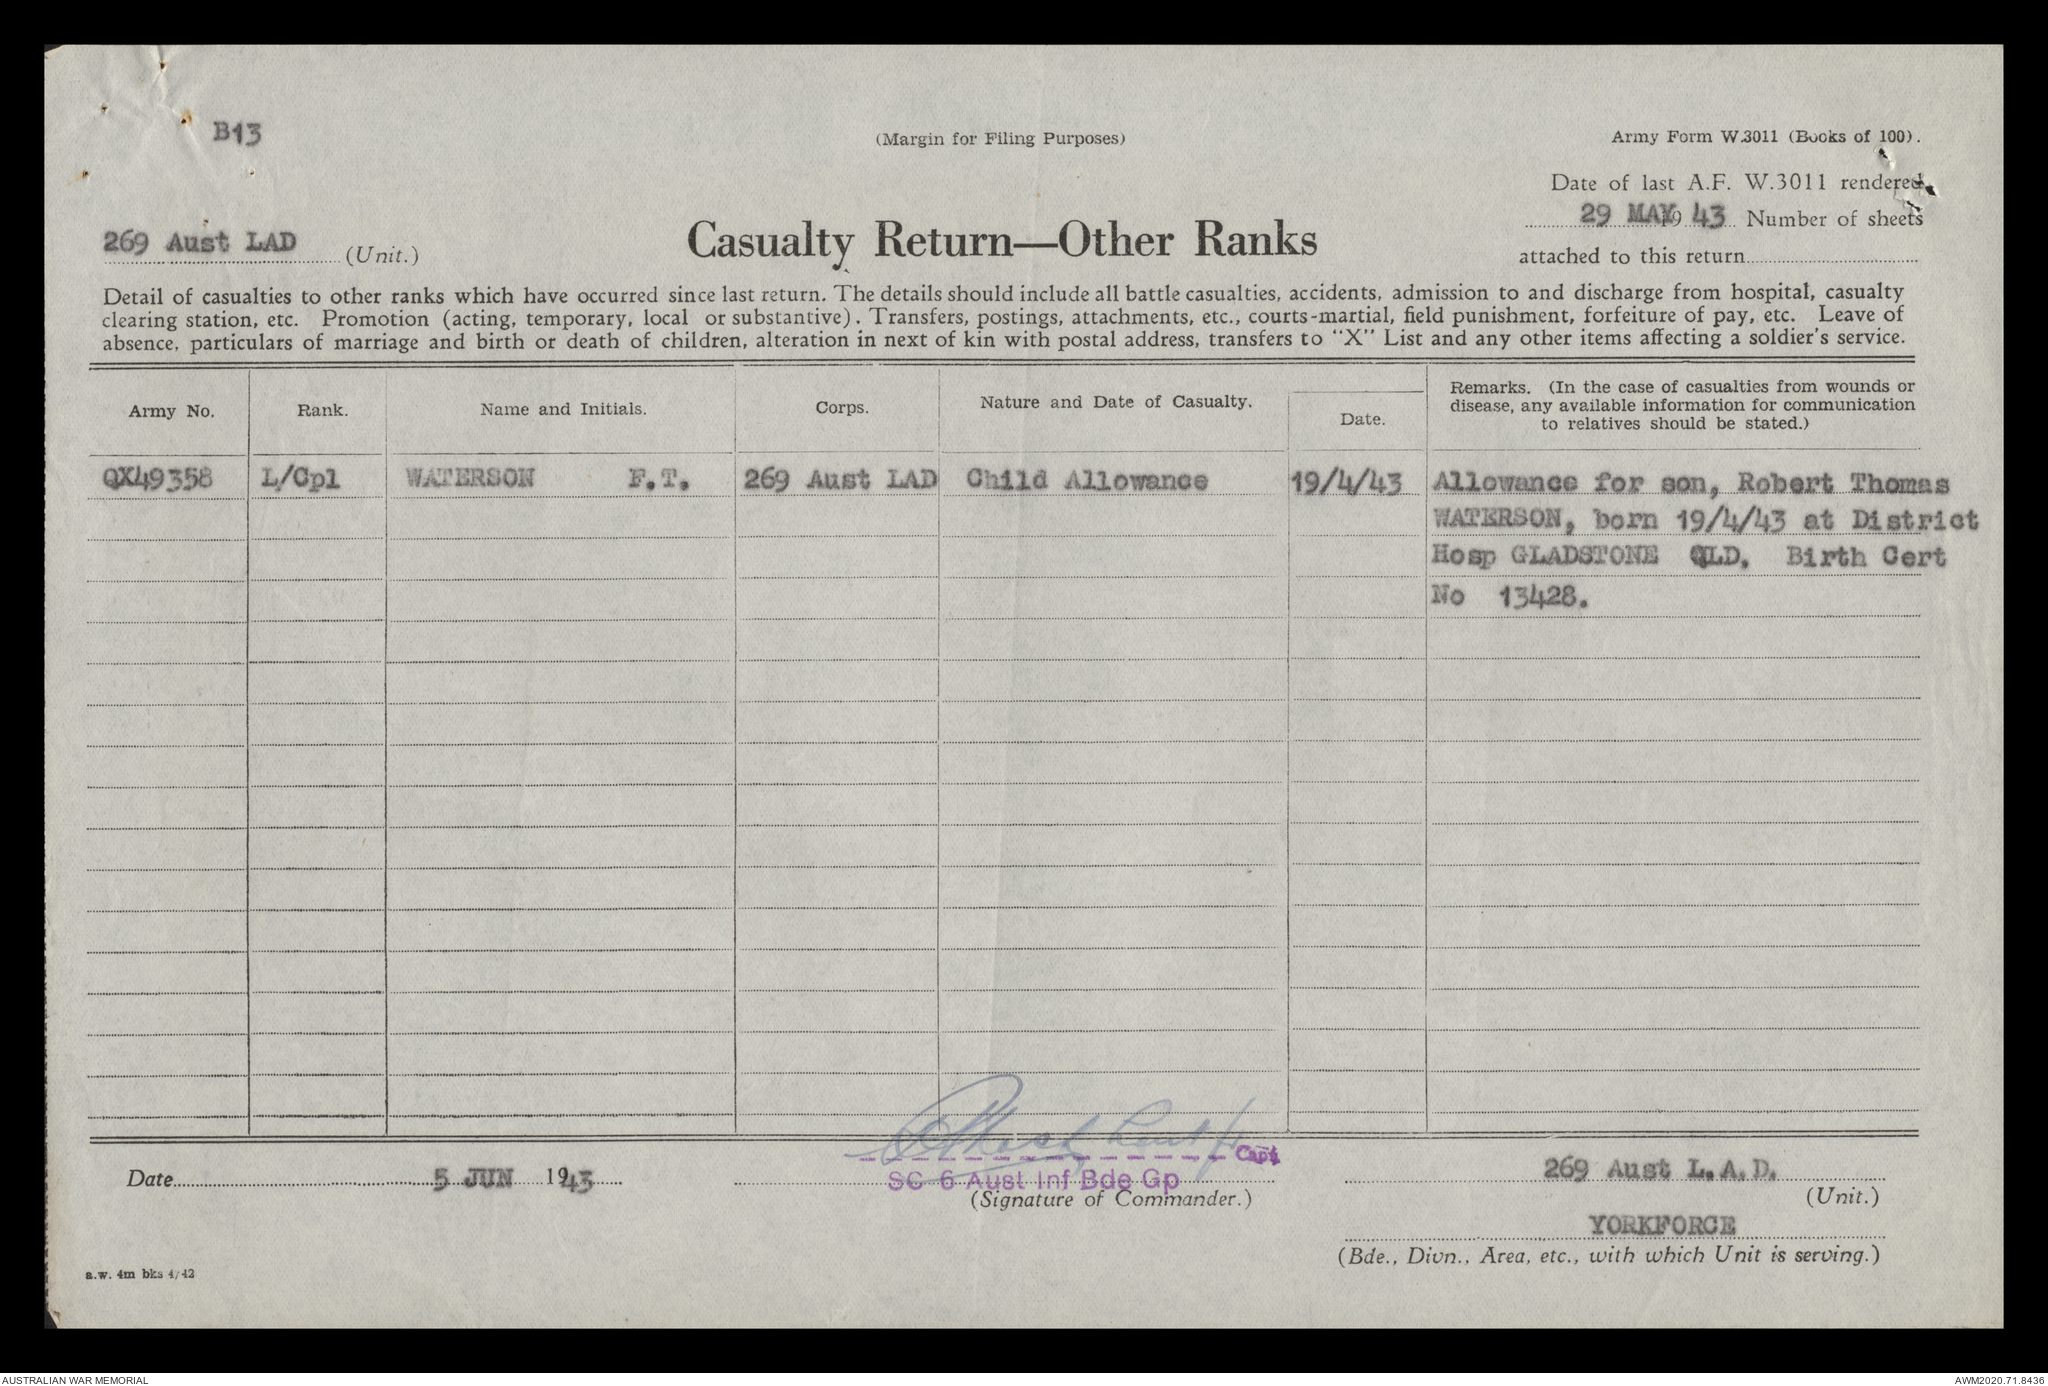 B13
(Margin for Filing Purposes)
Army Form W.3011 (Books of 100).
Date of last A.F. W.3011 rendered
29 MAY 19 43 Number of sheets
269 Aust LAD (Unit.)
Casualty Return—Other Ranks
attached to this return
Detail of casualties to other ranks which have occurred since last return. The details should include all battle casualties, accidents, admission to and discharge from hospital, casualty
clearing station, etc. Promotion (acting, temporary, local or substantive). Transfers, postings, attachments, etc., courts-martial, field punishment, forfeiture of pay, etc. Leave of
absence, particulars of marriage and birth or death of children, alteration in next of kin with postal address, transfers to "X" List and any other items affecting a soldier's service.
Army No. Rank. Name and Initials. Corps. Nature and Date of Casualty. Date.
Remarks. (In the case of casualties from wounds or
disease, any available information for communication
to relatives should be stated.)
QX49358 L/Cpl WATERSON F.T. 269 Aust LAD Child Allowance 19/4/43 Allowance for son, Robert Thomas
WATERSON, born 19/4/43 at District
Hosp GLADSTONE QLD. Birth Cert
No 13428.
Capt
Date 5 JUN 1943
SC 6 Aust Inf Bde Gp
(Signature of Commander.)
269 Aust L.A.D.
(Unit.)
YORKFORCE
(Bde., Divn., Area, etc., with which Unit is serving.)
a.w. 4m bks 4/42
AUSTRALIAN WAR MEMORIAL
AWM2020.71.8436